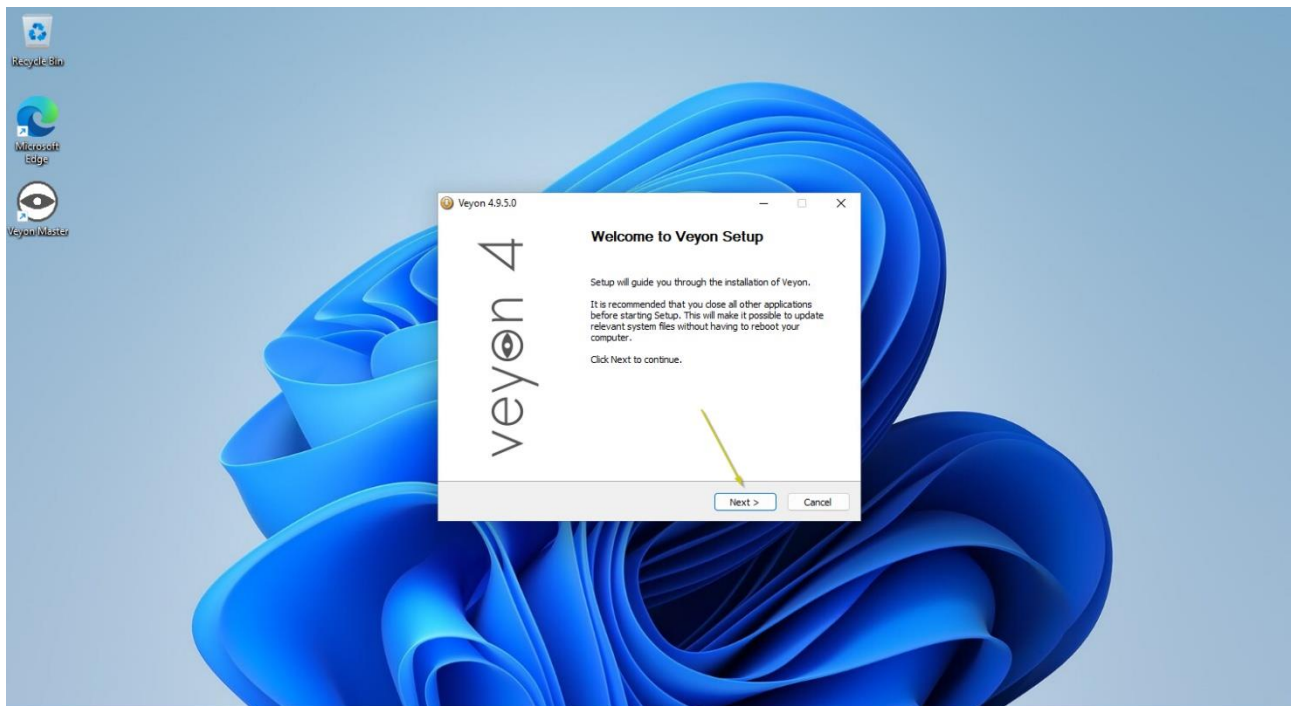 Recycle Bin
Microsoft
Edge
Veyon Master
Veyon 4.9.5.0
veyon 4
Welcome to Veyon Setup
Setup will guide you through the installation of Veyon.
It is recommended that you close all other applications
before starting Setup. This will make it possible to update
relevant system files without having to reboot your
computer.
Click Next to continue.
Next >
Cancel